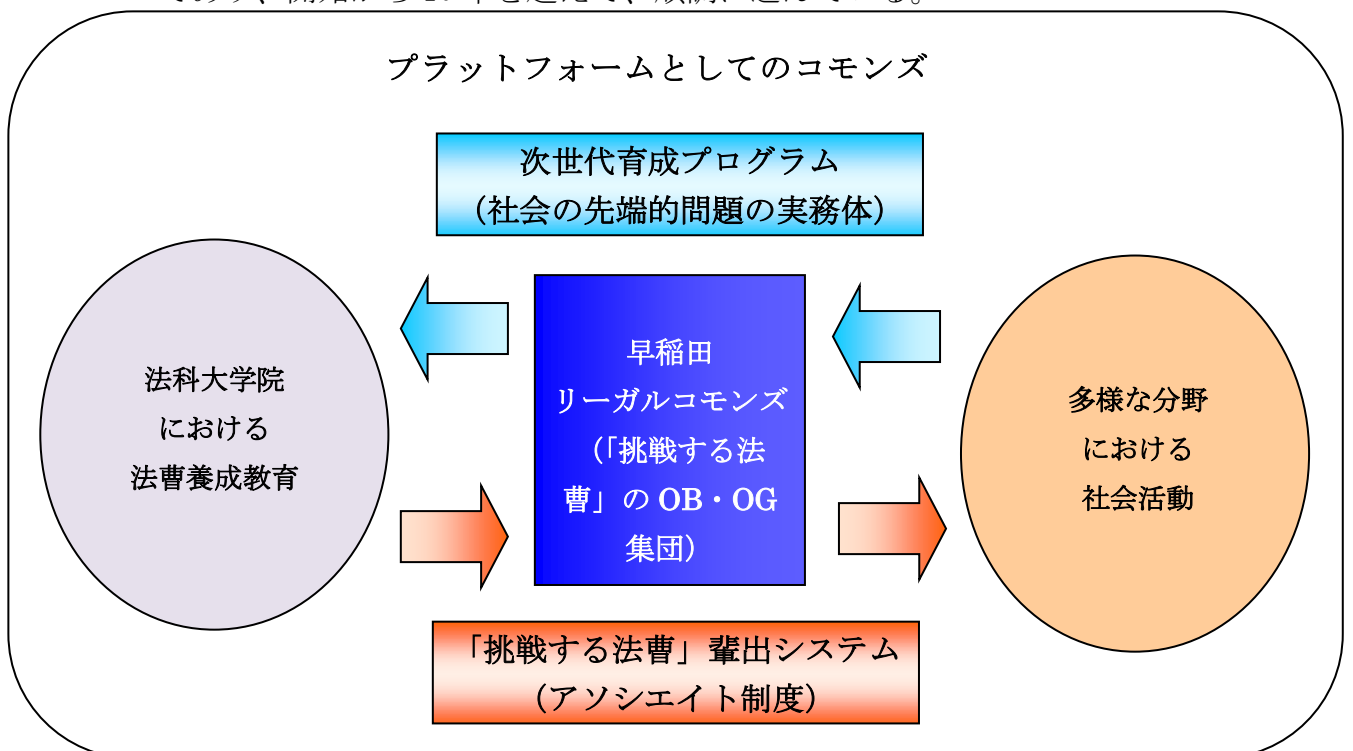 プラットフォームとしてのコモンズ
次世代育成プログラム
（社会の先端的問題の実務体）
法科大学院
における
法曹養成教育
早稲田
リーガルコモンズ
（「挑戦する法
曹」の OB・OG
集団）
多様な分野
における
社会活動
「挑戦する法曹」輩出システム
（アソシエイト制度）